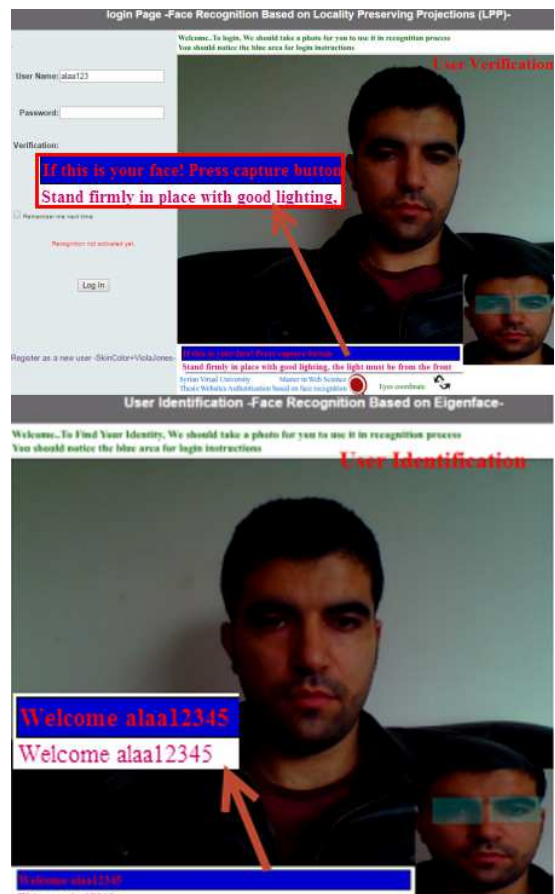 login Page -Face Recognition Based on Locality Preserving Projections (LPP)-
Welcome..To login, We should take a photo for you to use it in recognition process
You should notice the blue area for login instructions
User Verification
User Name: alaa123
Password:
Verification:
If this is your face! Press capture button
Stand firmly in place with good lighting,
Remember me next time
Recognition not activated yet.
Log In
Register as a new user -SkinColor+ViolaJones-
If this is your face! Press capture button
Stand firmly in place with good lighting, the light must be from the front
Syrian Virtual University Master in Web Science
Thesis Websites Authentication based on face recognition
Eyes coordinate
User Identification -Face Recognition Based on Eigenface-
Welcome..To Find Your Identity, We should take a photo for you to use it in recognition process
You should notice the blue area for login instructions
User Identification
Welcome alaa12345
Welcome alaa12345
Welcome alaa12345